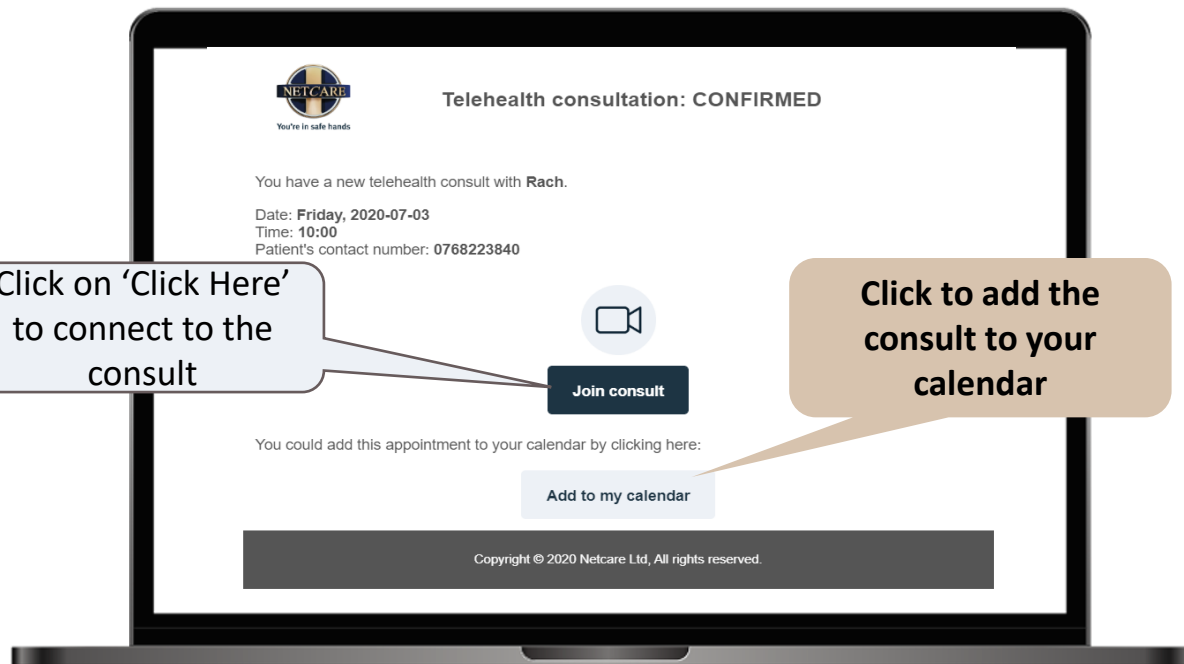 NETCARE
You're in safe hands
Telehealth consultation: CONFIRMED
You have a new telehealth consult with Rach.
Date: Friday, 2020-07-03
Time: 10:00
Patient's contact number: 0768223840
Click on ‘Click Here’
to connect to the
consult
Click to add the
consult to your
calendar
Join consult
You could add this appointment to your calendar by clicking here:
Add to my calendar
Copyright © 2020 Netcare Ltd, All rights reserved.